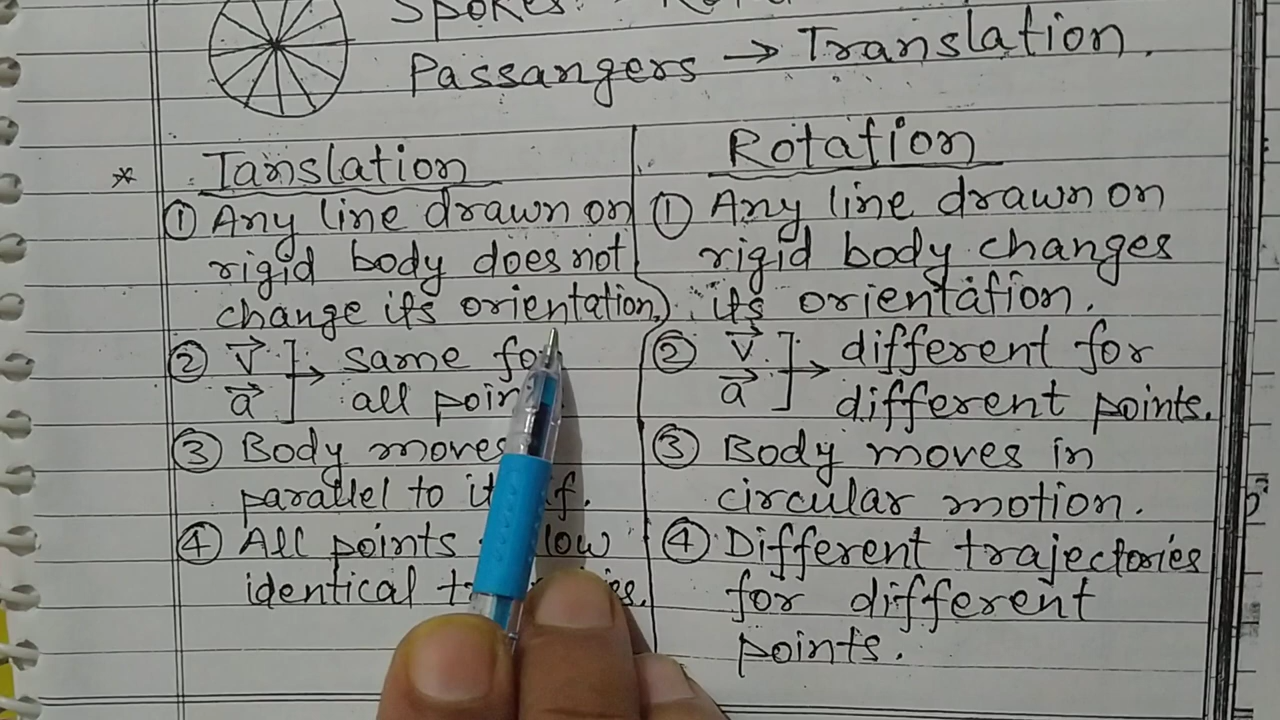 Spokes
Passangers → Translation.
* Tanslation
① Any line drawn on
rigid body does not
change its orientation.
② v⃗
a⃗ ] → same
all
③ Body moves
parallel to
④ All points
identical
Rotation
① Any line drawn on
rigid body changes
its orientation.
② v⃗
a⃗ ] → different for
different points.
③ Body moves in
circular motion.
④ Different trajectories
for different
points.